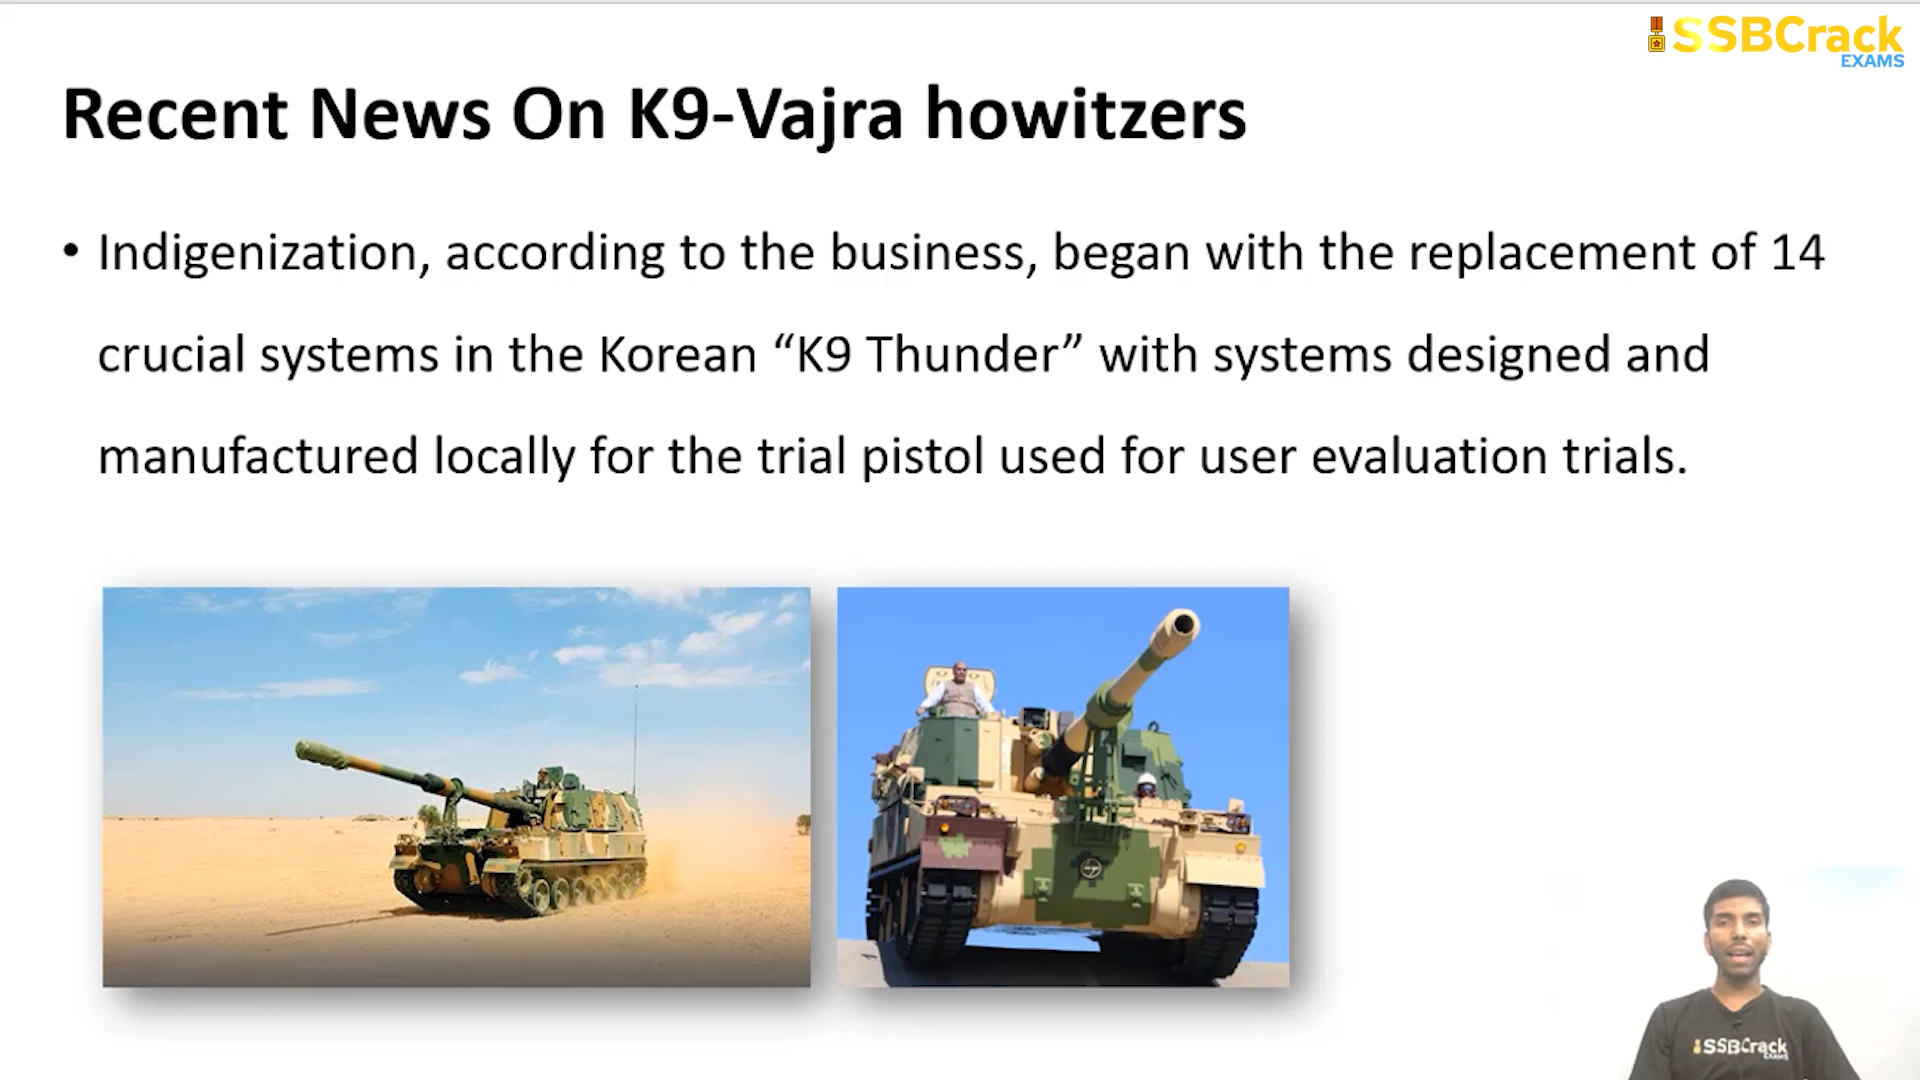 SSBCrack
EXAMS
Recent News On K9-Vajra howitzers
• Indigenization, according to the business, began with the replacement of 14
crucial systems in the Korean “K9 Thunder” with systems designed and
manufactured locally for the trial pistol used for user evaluation trials.
SSBCrack
EXAMS